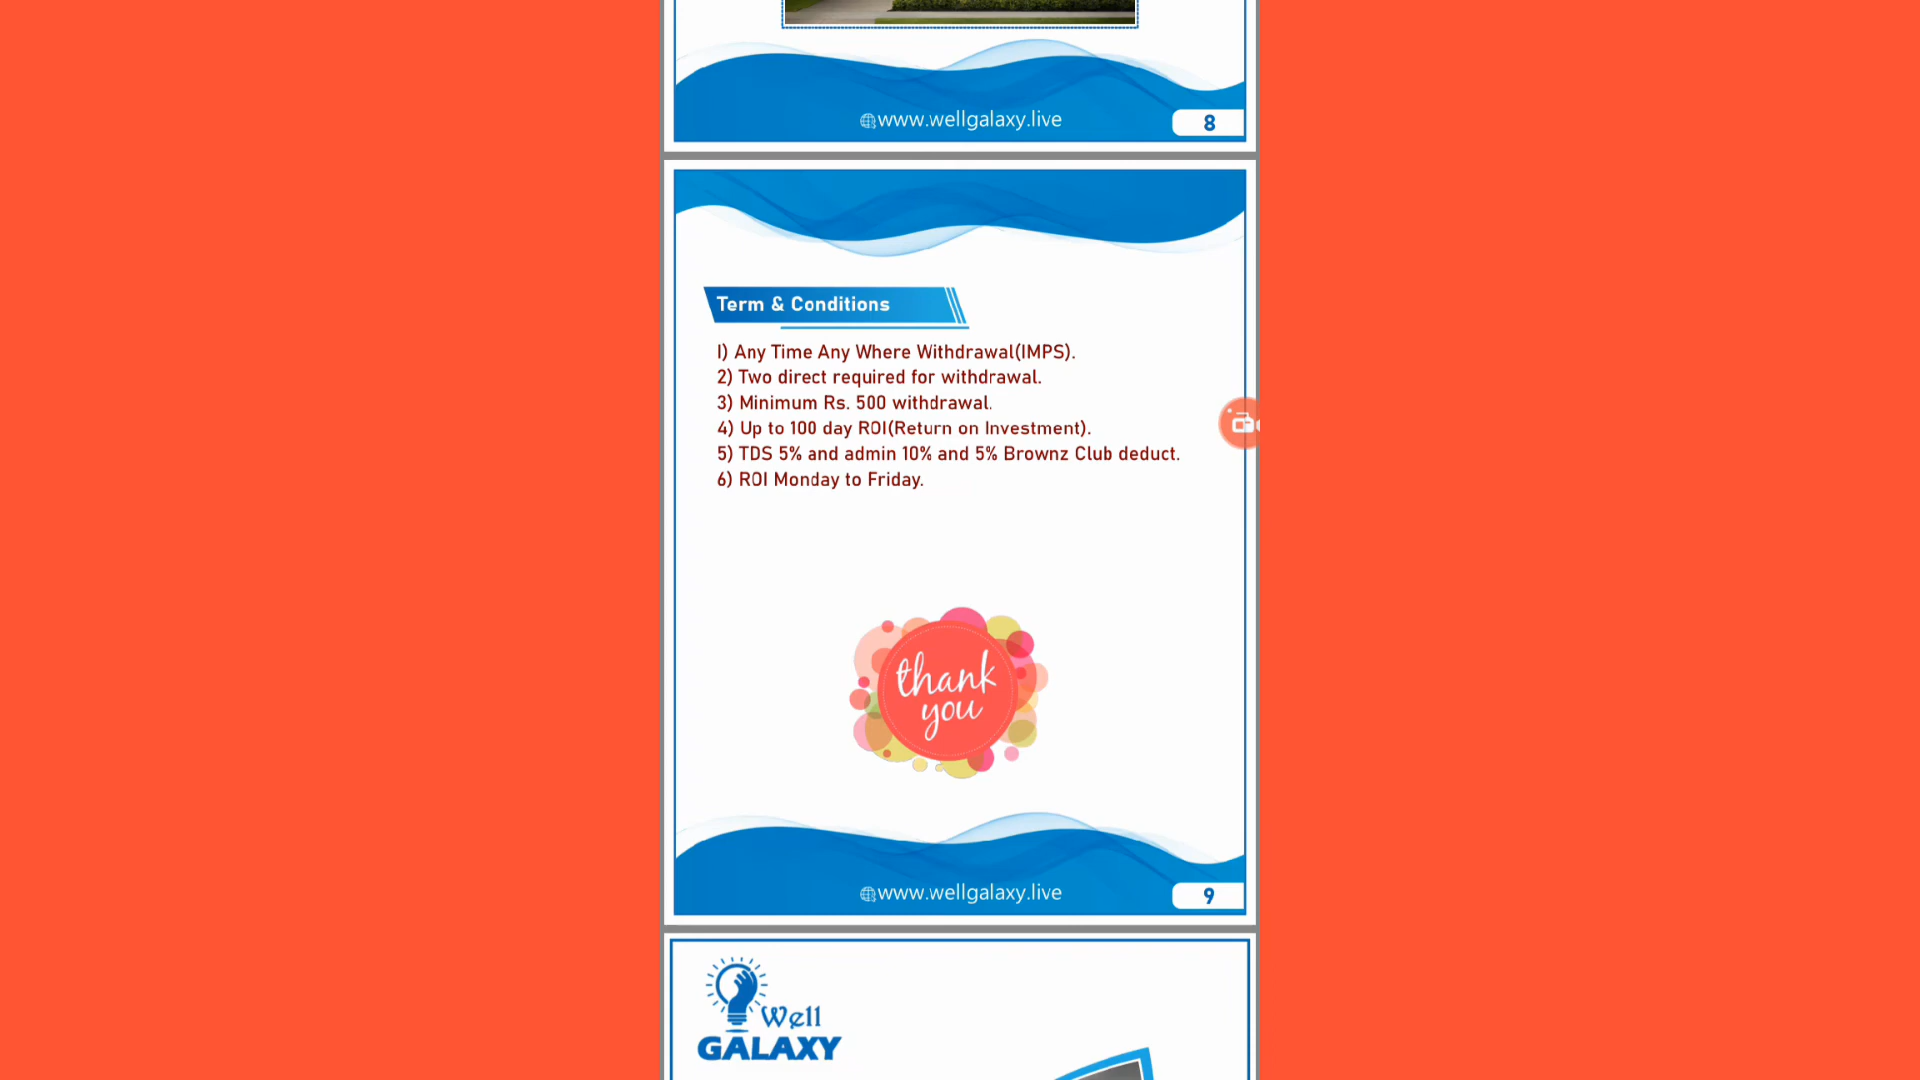 www.wellgalaxy.live
8
Term & Conditions
1) Any Time Any Where Withdrawal(IMPS).
2) Two direct required for withdrawal.
3) Minimum Rs. 500 withdrawal.
4) Up to 100 day ROI(Return on Investment).
5) TDS 5% and admin 10% and 5% Brownz Club deduct.
6) ROI Monday to Friday.
thank
you
www.wellgalaxy.live
9
Well
GALAXY